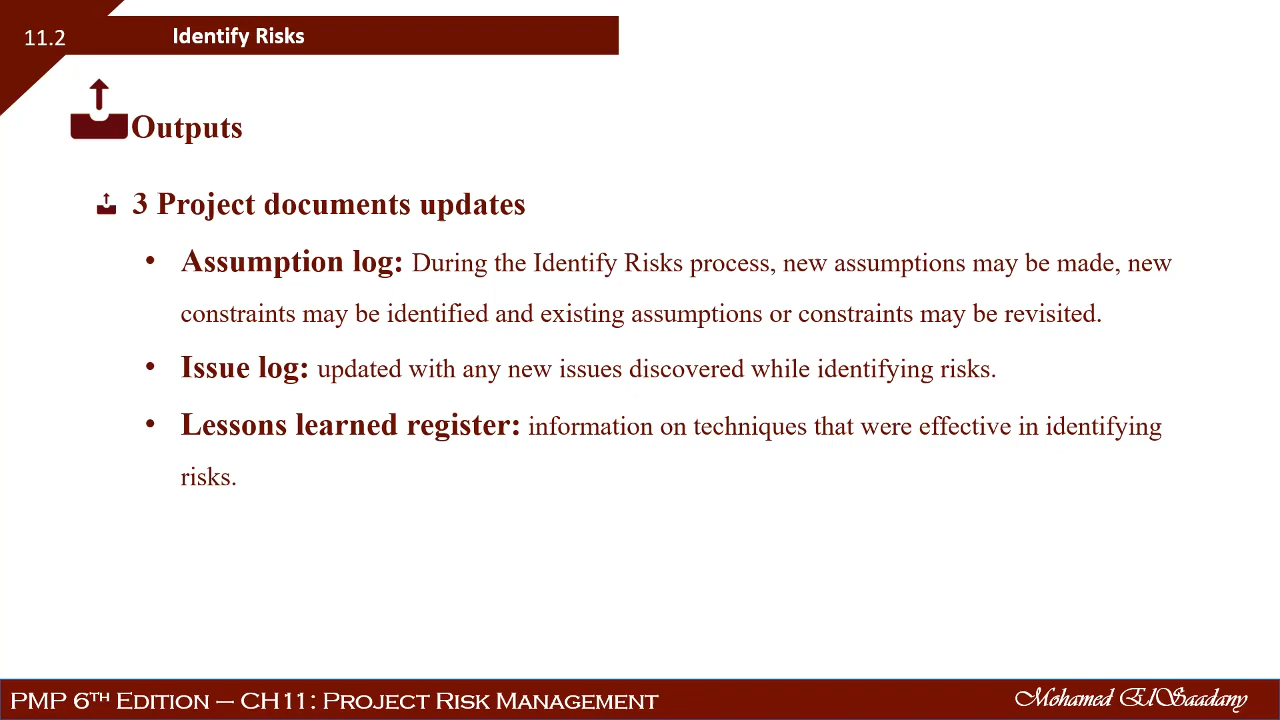 11.2
Identify Risks
Outputs
3 Project documents updates
• Assumption log: During the Identify Risks process, new assumptions may be made, new
constraints may be identified and existing assumptions or constraints may be revisited.
• Issue log: updated with any new issues discovered while identifying risks.
• Lessons learned register: information on techniques that were effective in identifying
risks.
PMP 6TH Edition – CH11: Project Risk Management
Mohamed ElSaadany